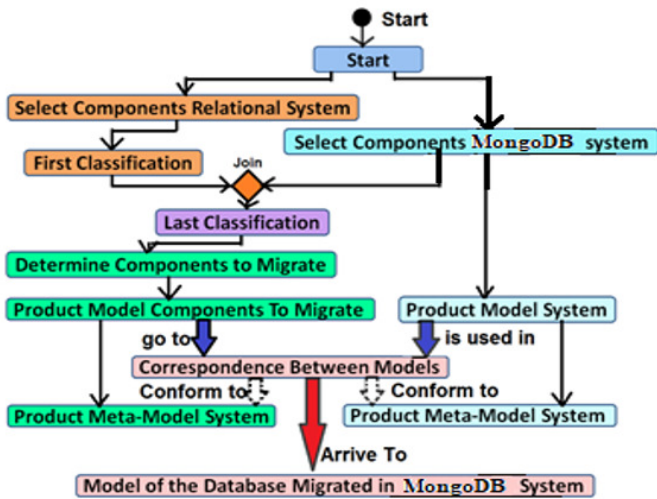 Start
Start
Select Components Relational System
Select Components MongoDB system
First Classification
Join
Last Classification
Determine Components to Migrate
Product Model Components To Migrate
Product Model System
go to
is used in
Correspondence Between Models
Conform to
Conform to
Product Meta-Model System
Product Meta-Model System
Arrive To
Model of the Database Migrated in MongoDB System